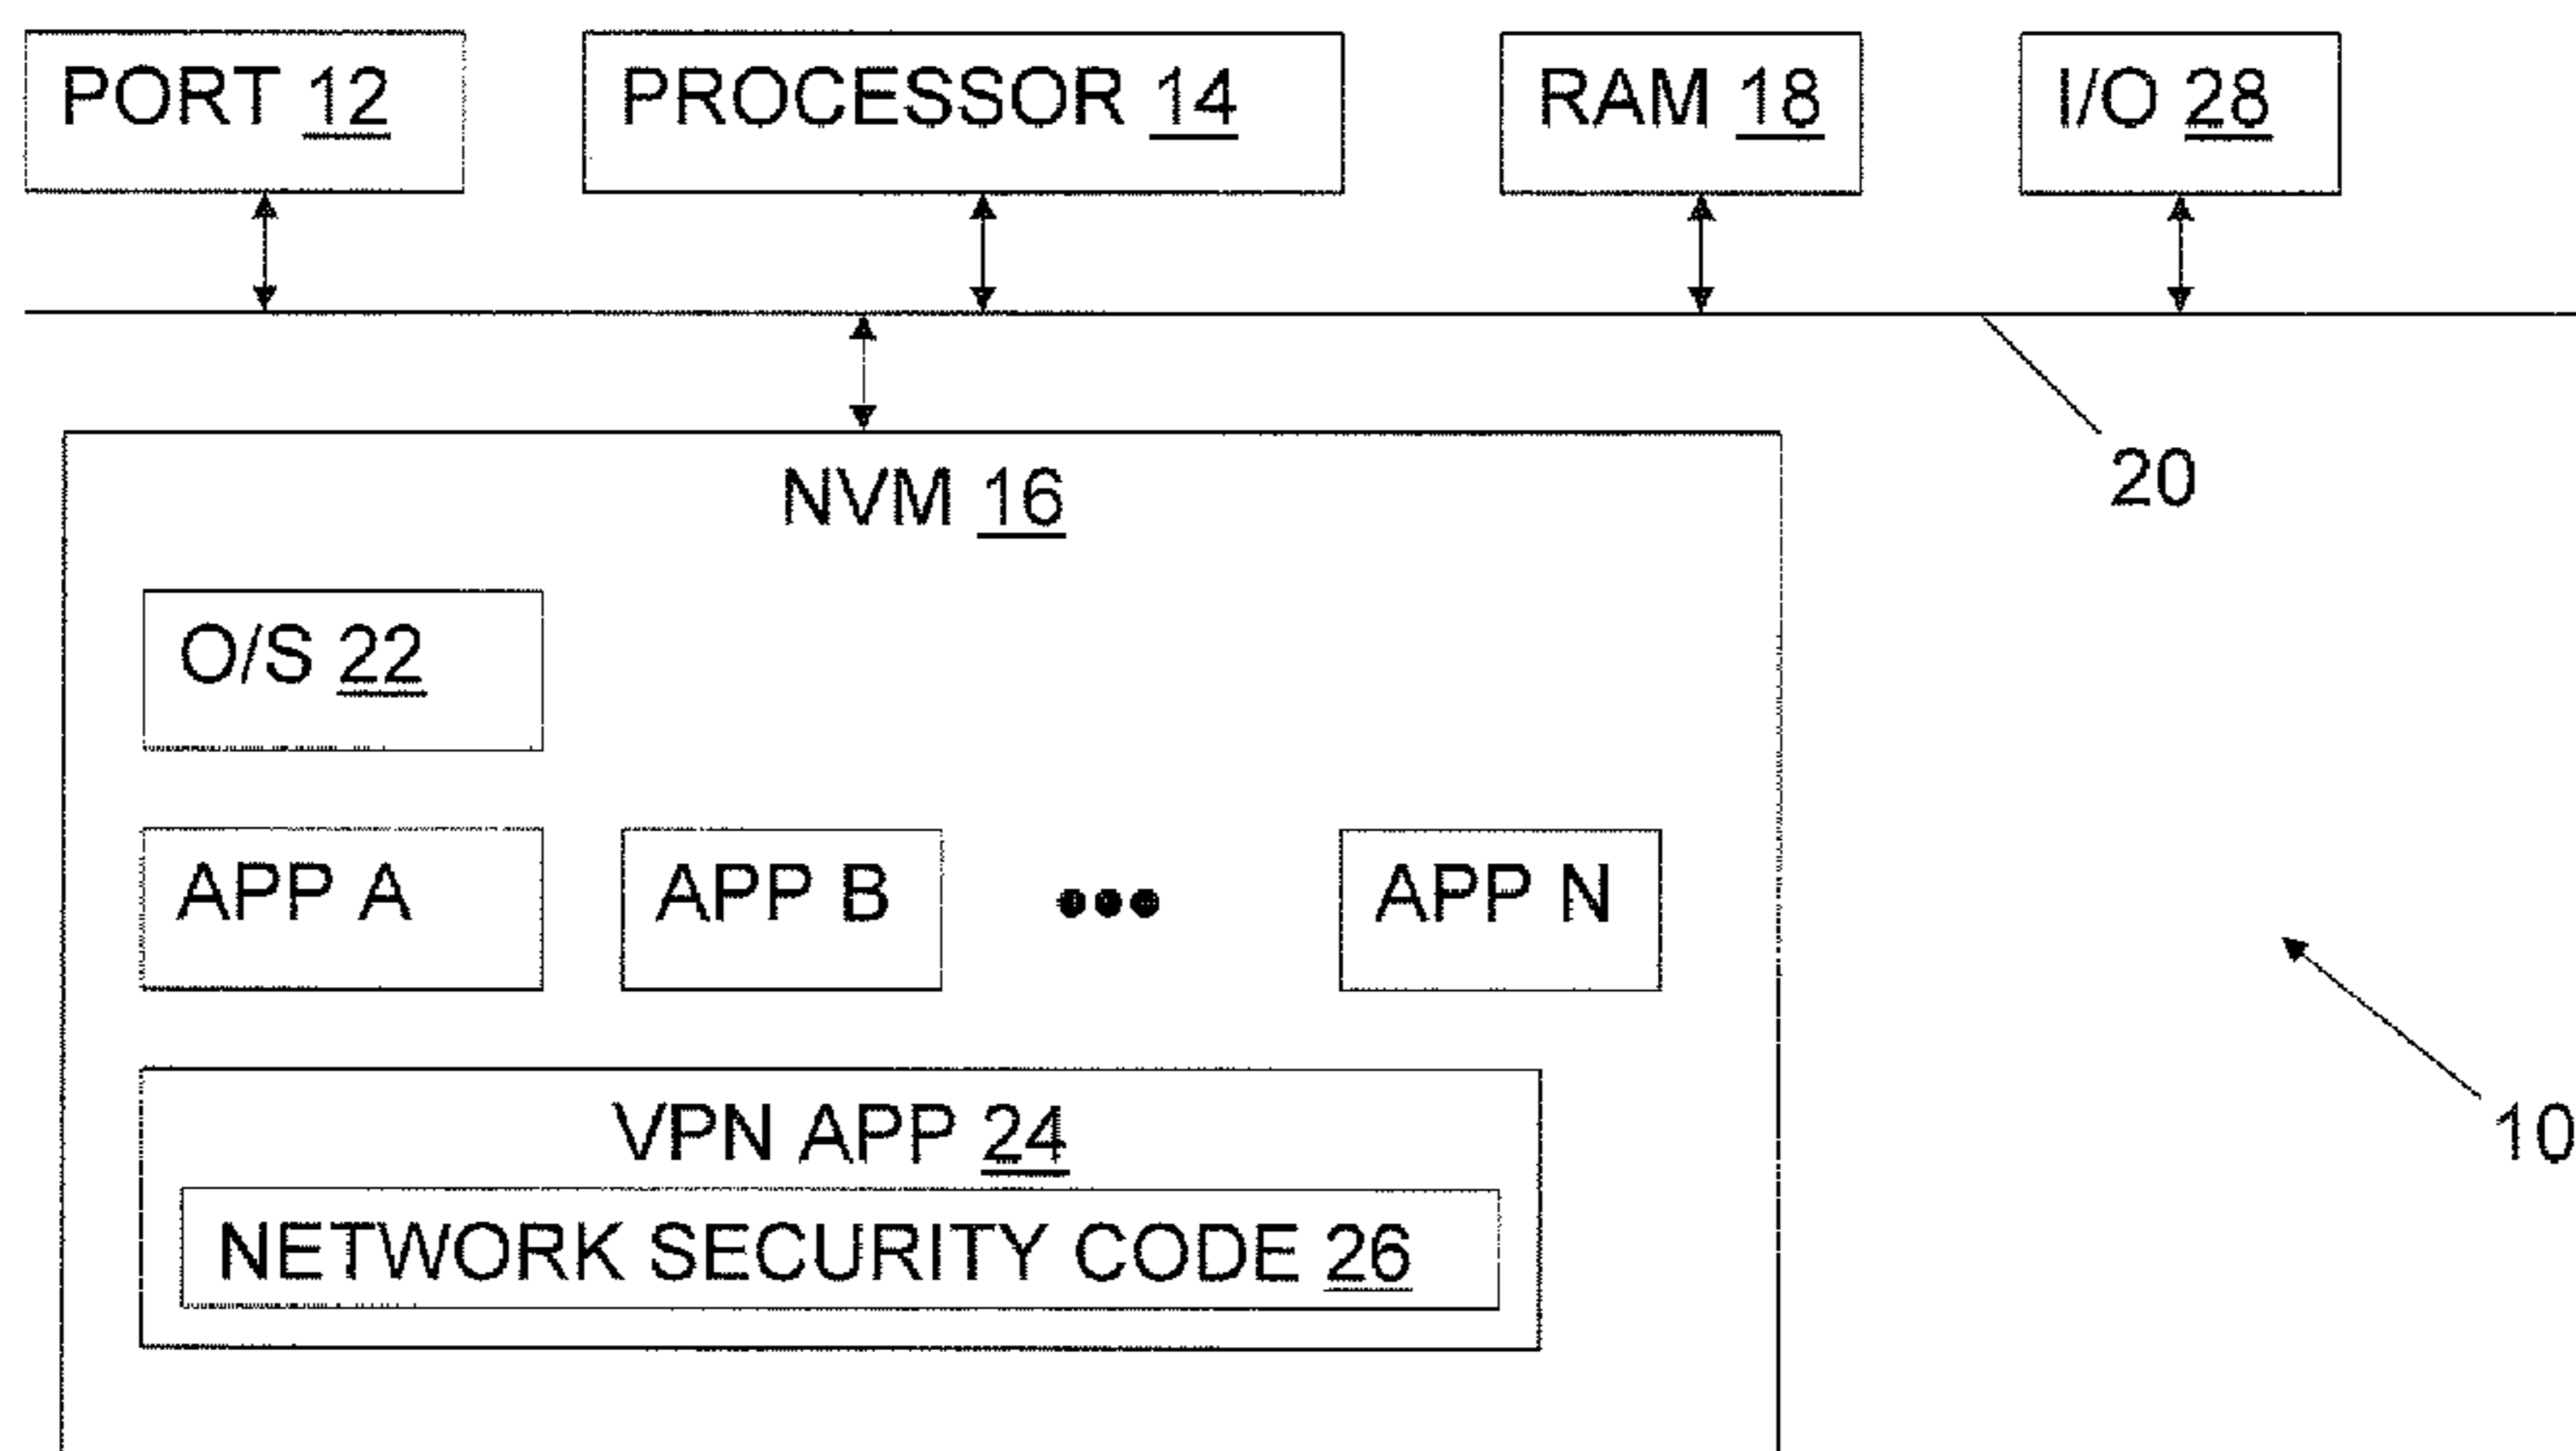 PORT 12
PROCESSOR 14
RAM 18
I/O 28
20
NVM 16
O/S 22
APP A
APP B
•••
APP N
10
VPN APP 24
NETWORK SECURITY CODE 26